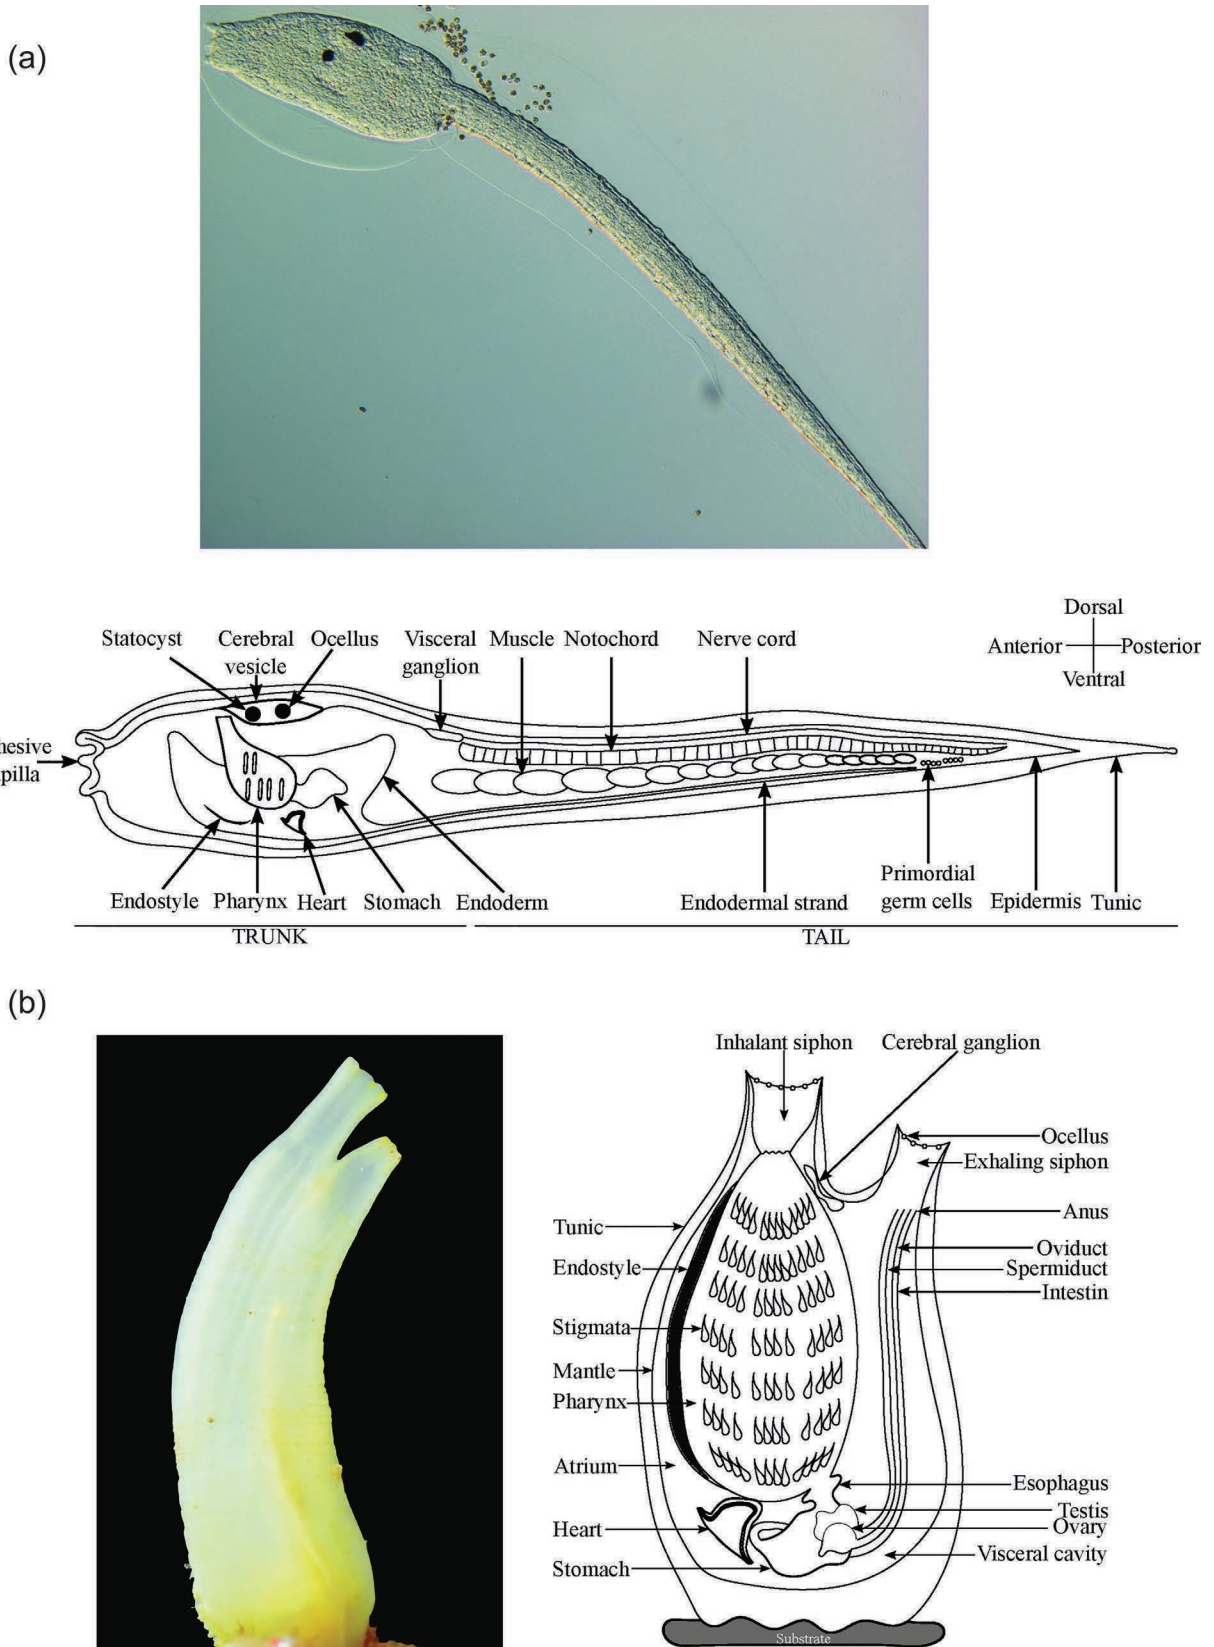 (a)
Dorsal
Anterior Posterior
Ventral
Statocyst Cerebral Ocellus Visceral Muscle Notochord Nerve cord
vesicle ganglion
hesive
pilla
Primordial
Endostyle Pharynx Heart Stomach Endoderm Endodermal strand germ cells Epidermis Tunic
TRUNK TAIL
(b)
Inhalant siphon Cerebral ganglion
Ocellus
Exhaling siphon
Anus
Tunic
Oviduct
Endostyle Spermiduct
Intestin
Stigmata
Mantle
Pharynx
Atrium
Esophagus
Testis
Heart Ovary
Visceral cavity
Stomach
Substrate